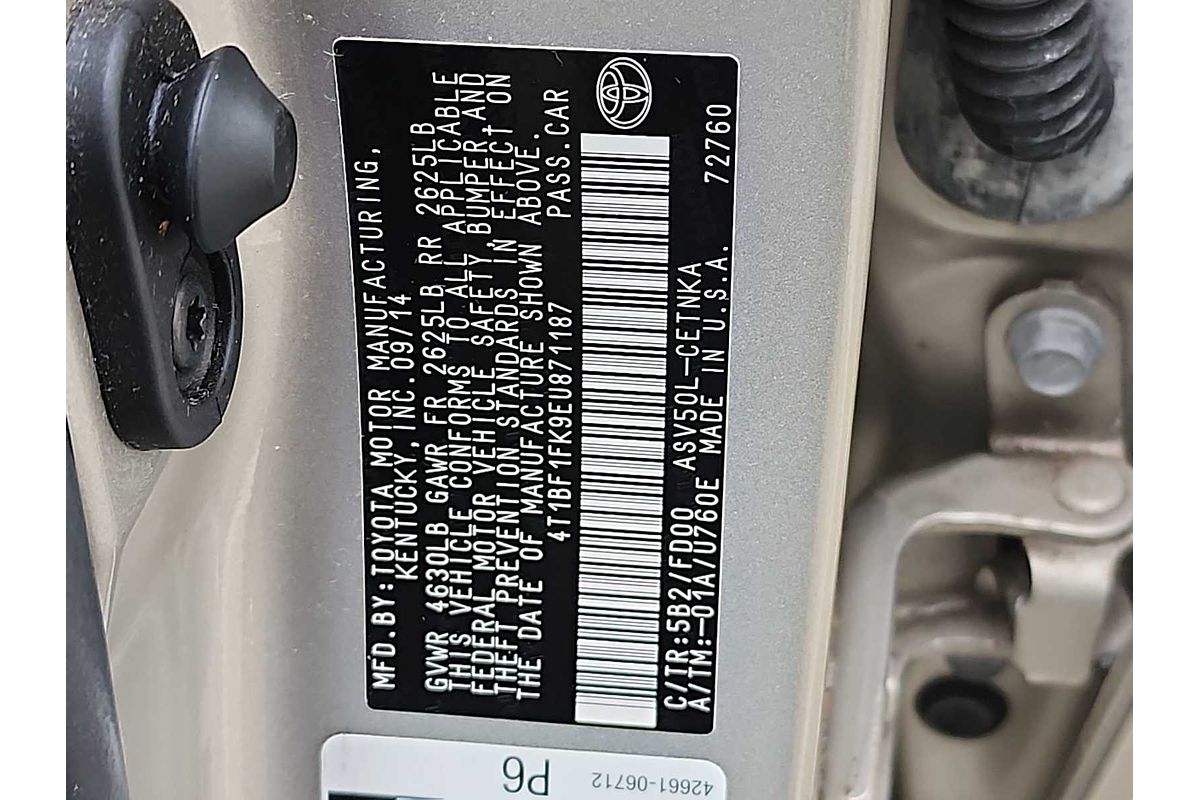 MFD.BY:TOYOTA MOTOR MANUFACTURING,
KENTUCKY, INC.09/14
GVWR 4630LB GAWR FR 2625LB RR 2625LB
THIS VEHICLE CONFORMS TO ALL APPLICABLE
FEDERAL MOTOR VEHICLE SAFETY, BUMPER, AND
THEFT PREVENTION STANDARDS IN EFFECT ON
THE DATE OF MANUFACTURE SHOWN ABOVE.
4T1BF1FK9EU871187 PASS.CAR
C/TR:5B2/FD00 ASV50L-CETNKA 72760
A/TM:-01A/U760E MADE IN U.S.A.
P6
42661-06712